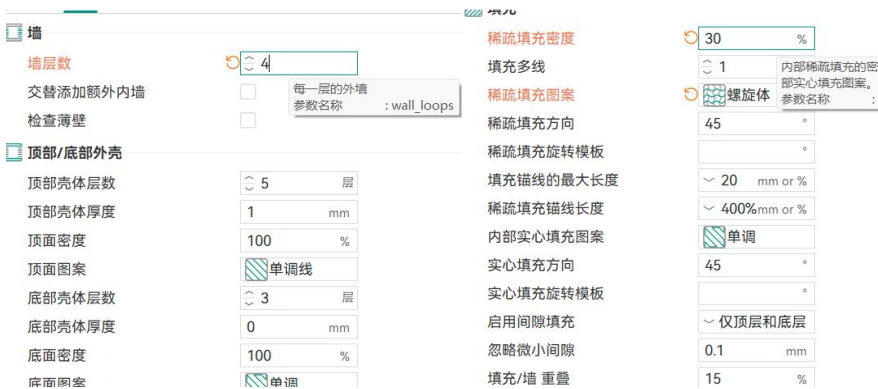 墙
墙层数 4
交替添加额外内墙
检查薄壁
每一层的外墙
参数名称 : wall_loops
顶部/底部外壳
顶部壳体层数 5 层
顶部壳体厚度 1 mm
顶面密度 100 %
顶面图案 单调线
底部壳体层数 3 层
底部壳体厚度 0 mm
底面密度 100 %
底面图案 单调
填充
稀疏填充密度 30 %
填充多线 1
内部稀疏填充的密
部实心填充图案。
参数名称 :
稀疏填充图案 螺旋体
稀疏填充方向 45 °
稀疏填充旋转模板 °
填充锚线的最大长度 20 mm or %
稀疏填充锚线长度 400% mm or %
内部实心填充图案 单调
实心填充方向 45 °
实心填充旋转模板 °
启用间隙填充 仅顶层和底层
忽略微小间隙 0.1 mm
填充/墙 重叠 15 %